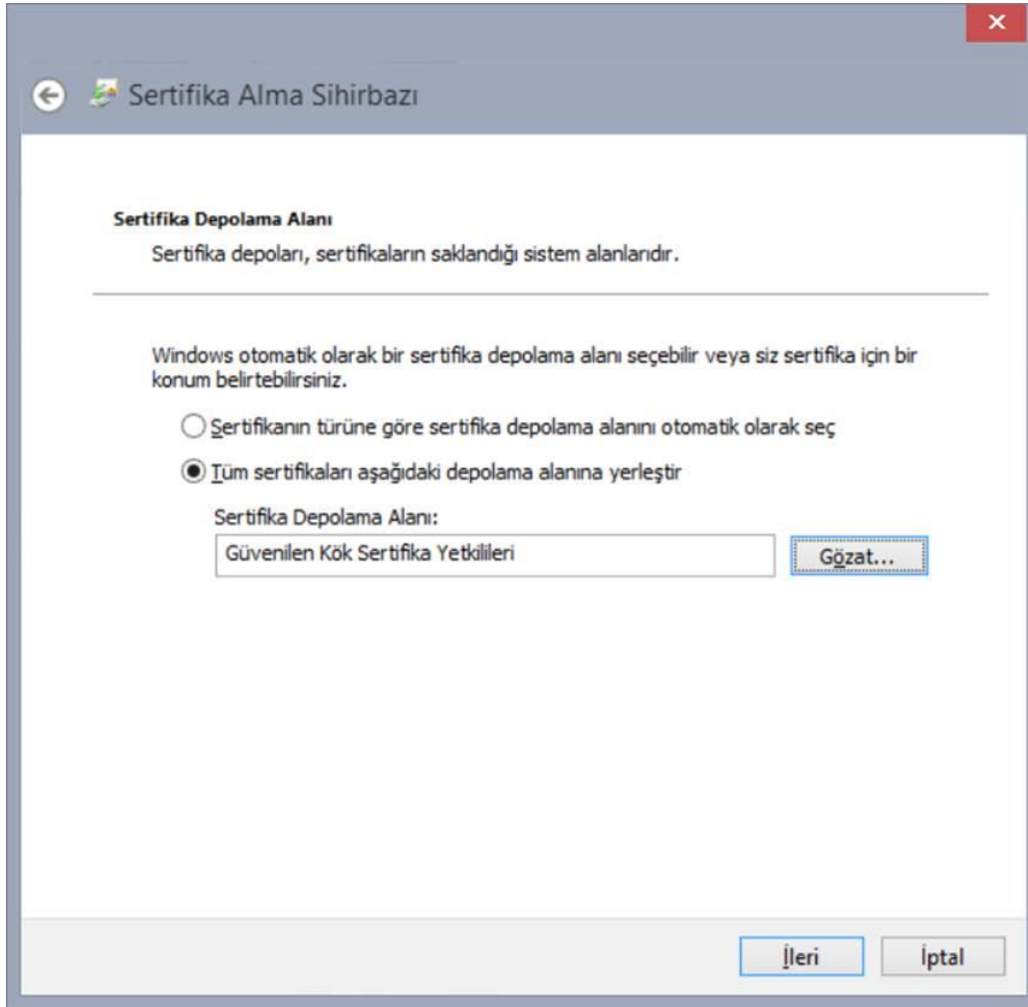 Sertifika Alma Sihirbazı
Sertifika Depolama Alanı
Sertifika depoları, sertifikaların saklandığı sistem alanlarıdır.
Windows otomatik olarak bir sertifika depolama alanı seçebilir veya siz sertifika için bir
konum belirtebilirsiniz.
Sertifikanın türüne göre sertifika depolama alanını otomatik olarak seç
Tüm sertifikaları aşağıdaki depolama alanına yerleştir
Sertifika Depolama Alanı:
Güvenilen Kök Sertifika Yetkilileri
Gözat...
İleri
İptal